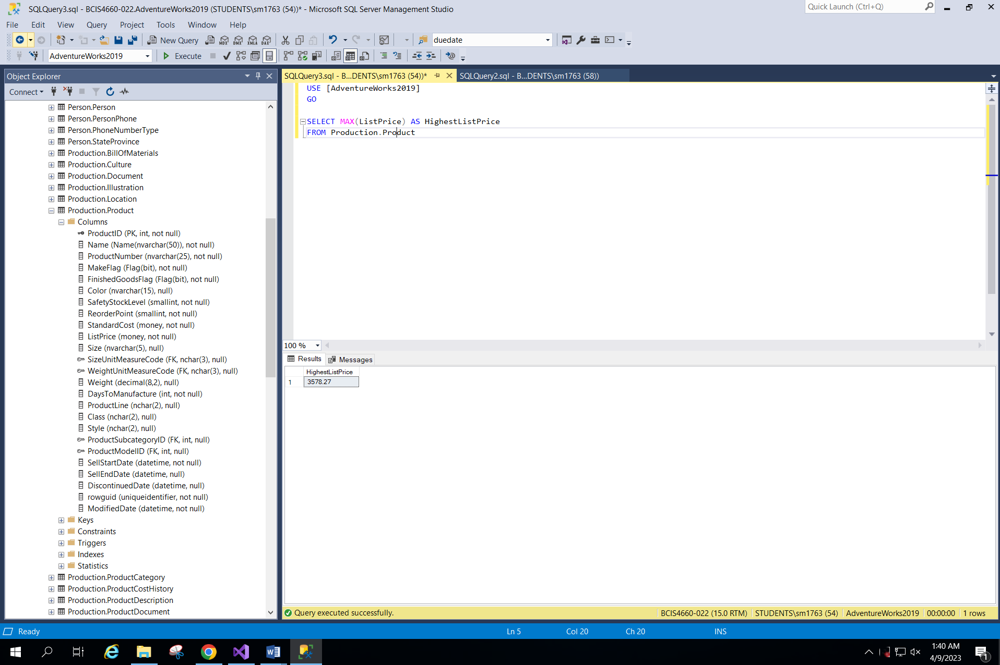 SQLQuery3.sql - BCIS4660-022.AdventureWorks2019 (STUDENTS\sm1763 (54))* - Microsoft SQL Server Management Studio
Quick Launch (Ctrl+Q)
File Edit View Query Project Tools Window Help
New Query MDX DMX XMLA DAX duedate
AdventureWorks2019 Execute
Object Explorer
Connect
Person.Person
Person.PersonPhone
Person.PhoneNumberType
Person.StateProvince
Production.BillOfMaterials
Production.Culture
Production.Document
Production.Illustration
Production.Location
Production.Product
Columns
ProductID (PK, int, not null)
Name (Name(nvarchar(50)), not null)
ProductNumber (nvarchar(25), not null)
MakeFlag (Flag(bit), not null)
FinishedGoodsFlag (Flag(bit), not null)
Color (nvarchar(15), null)
SafetyStockLevel (smallint, not null)
ReorderPoint (smallint, not null)
StandardCost (money, not null)
ListPrice (money, not null)
Size (nvarchar(5), null)
SizeUnitMeasureCode (FK, nchar(3), null)
WeightUnitMeasureCode (FK, nchar(3), null)
Weight (decimal(8,2), null)
DaysToManufacture (int, not null)
ProductLine (nchar(2), null)
Class (nchar(2), null)
Style (nchar(2), null)
ProductSubcategoryID (FK, int, null)
ProductModelID (FK, int, null)
SellStartDate (datetime, not null)
SellEndDate (datetime, null)
DiscontinuedDate (datetime, null)
rowguid (uniqueidentifier, not null)
ModifiedDate (datetime, not null)
Keys
Constraints
Triggers
Indexes
Statistics
Production.ProductCategory
Production.ProductCostHistory
Production.ProductDescription
Production.ProductDocument
SQLQuery3.sql - B...DENTS\sm1763 (54))* SQLQuery2.sql - B...DENTS\sm1763 (58))
USE [AdventureWorks2019]
GO
SELECT MAX(ListPrice) AS HighestListPrice
FROM Production.Product
100 %
Results Messages
HighestListPrice
1 3578.27
Query executed successfully. BCIS4660-022 (15.0 RTM) STUDENTS\sm1763 (54) AdventureWorks2019 00:00:00 1 rows
Ready Ln 5 Col 20 Ch 20 INS
1:40 AM
4/9/2023
1